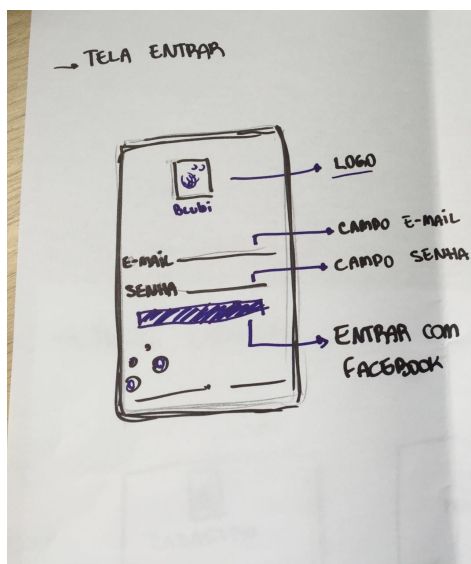 → TELA ENTRAR
LOGO
Blubi
CAMPO E-MAIL
E-MAIL
CAMPO SENHA
SENHA
ENTRAR COM
FACEBOOK